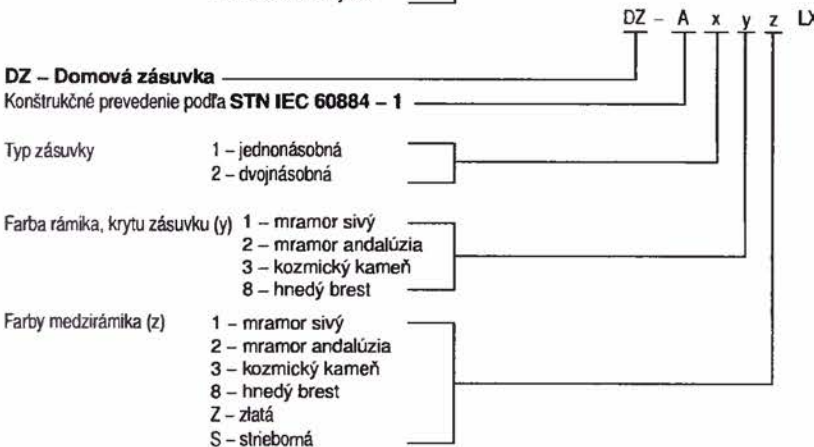 DZ – A x y z LX
DZ – Domová zásuvka
Konštrukčné prevedenie podľa STN IEC 60884 – 1
Typ zásuvky 1 – jednonásobná
2 – dvojnásobná
Farba rámika, krytu zásuvku (y) 1 – mramor sivý
2 – mramor andalúzia
3 – kozmický kameň
8 – hnedý brest
Farby medzirámika (z) 1 – mramor sivý
2 – mramor andalúzia
3 – kozmický kameň
8 – hnedý brest
Z – zlatá
S – strieborná